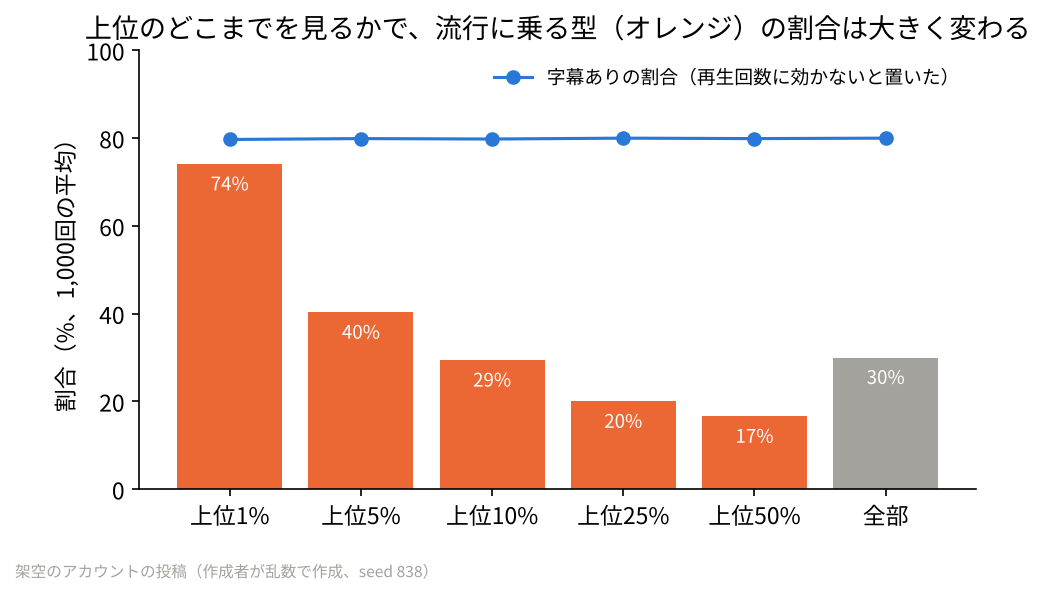 上位のどこまでを見るかで、流行に乗る型（オレンジ）の割合は大きく変わる
字幕ありの割合（再生回数に効かないと置いた）
割合（%、1,000回の平均）
100
80
60
40
20
0
74%
40%
29%
20%
17%
30%
上位1%
上位5%
上位10%
上位25%
上位50%
全部
架空のアカウントの投稿（作成者が乱数で作成、seed 838）